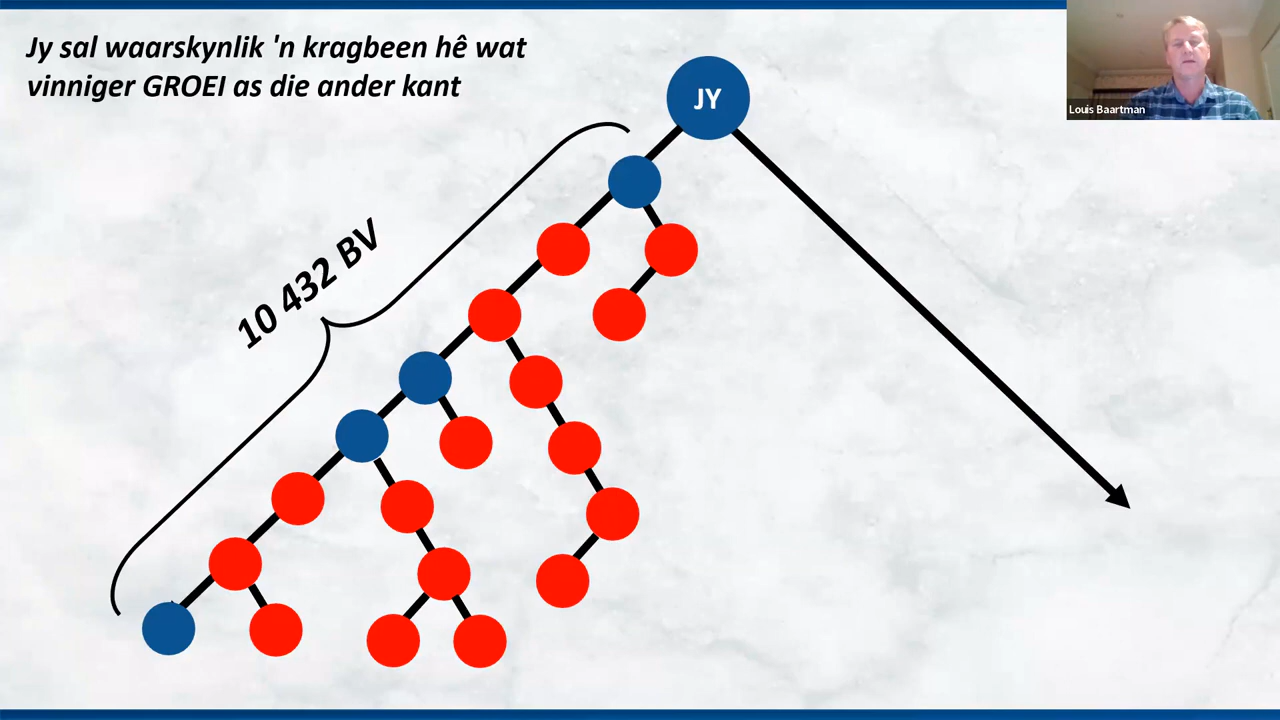 Jy sal waarskynlik 'n kragbeen hê wat
vinniger GROEI as die ander kant
JY
Louis Baartman
10 432 BV